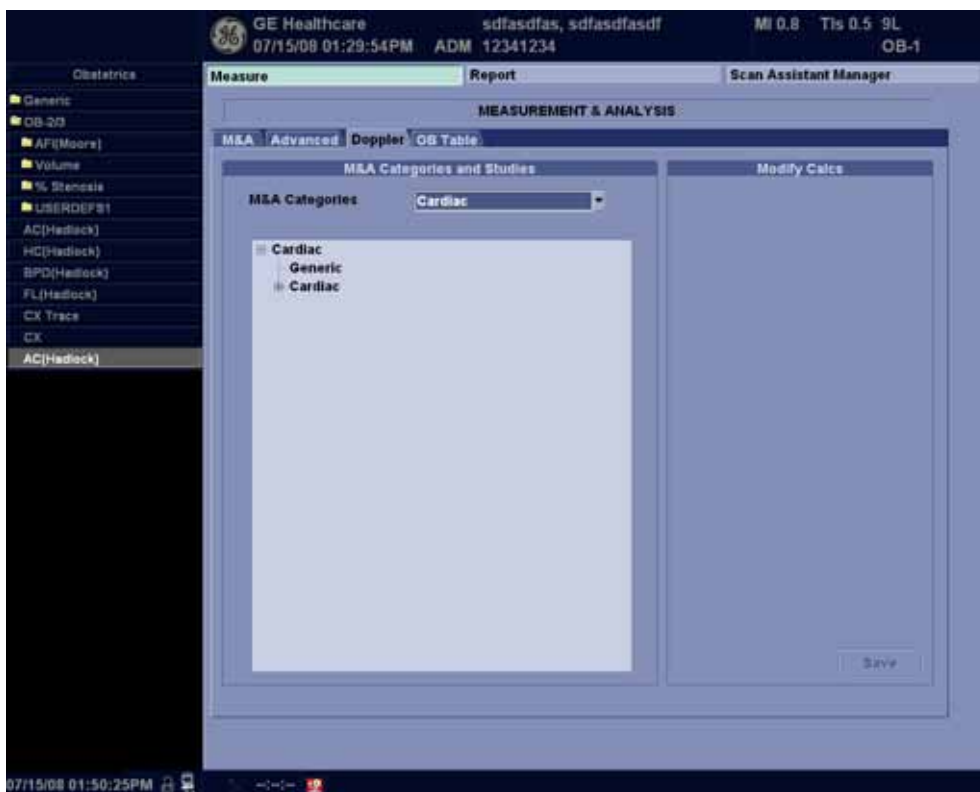 GE Healthcare sdfasdfas, sdfasdfasdf MI 0.8 TIs 0.5 9L
07/15/08 01:29:54PM ADM 12341234 OB-1
Obstetrics
Measure Report Scan Assistant Manager
Generic
OB-2/3
AFI(Moore)
Volume
% Stenosis
USERDEFS1
AC(Hadlock)
HC(Hadlock)
BPD(Hadlock)
FL(Hadlock)
CX Trace
CX
AC(Hadlock)
MEASUREMENT & ANALYSIS
M&A Advanced Doppler OB Table
M&A Categories and Studies
M&A Categories Cardiac
Cardiac
Generic
Cardiac
Modify Calcs
Save
07/15/08 01:50:25PM --:--:--